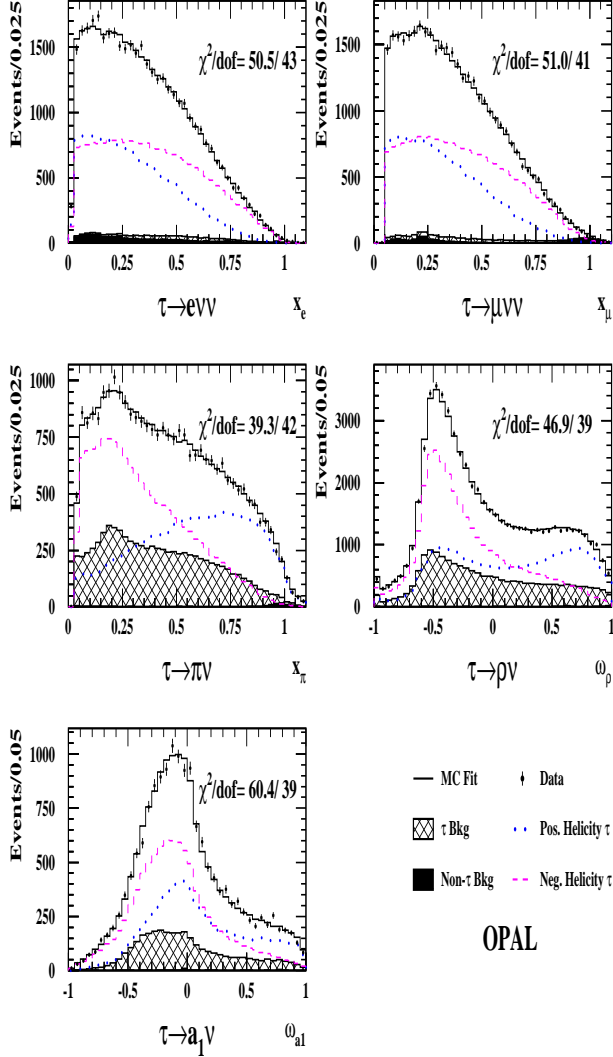 Events/0.025
1500
1000
500
0
χ²/dof= 50.5/ 43
0 0.25 0.5 0.75 1
τ→eνν x_e
Events/0.025
1500
1000
500
0
χ²/dof= 51.0/ 41
0 0.25 0.5 0.75 1
τ→μνν x_μ
Events/0.025
1000
750
500
250
0
χ²/dof= 39.3/ 42
0 0.25 0.5 0.75 1
τ→πν x_π
Events/0.05
3000
2000
1000
0
χ²/dof= 46.9/ 39
-1 -0.5 0 0.5 1
τ→ρν ω_ρ
Events/0.05
1000
750
500
250
0
χ²/dof= 60.4/ 39
-1 -0.5 0 0.5 1
τ→a₁ν ω_a1
MC Fit Data
τ Bkg Pos. Helicity τ
Non-τ Bkg Neg. Helicity τ
OPAL